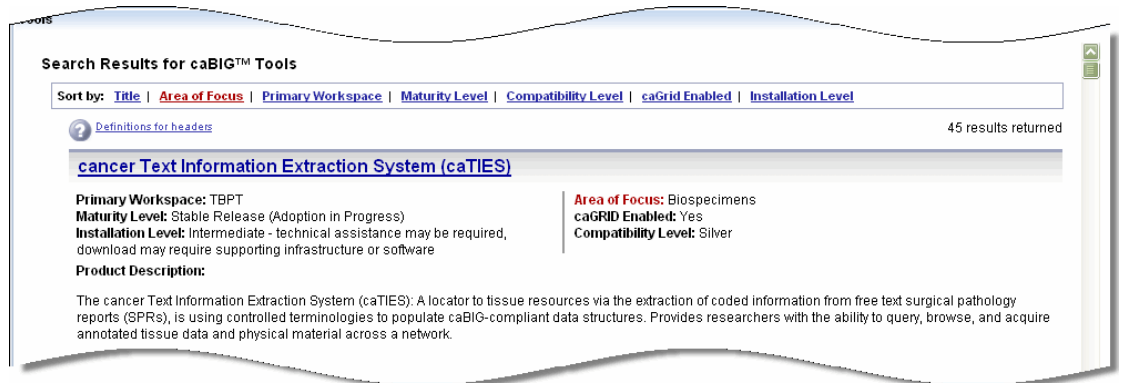 Search Results for caBIG™ Tools
Sort by: Title | Area of Focus | Primary Workspace | Maturity Level | Compatibility Level | caGrid Enabled | Installation Level
Definitions for headers
45 results returned
cancer Text Information Extraction System (caTIES)
Primary Workspace: TBPT
Maturity Level: Stable Release (Adoption in Progress)
Installation Level: Intermediate - technical assistance may be required,
download may require supporting infrastructure or software
Area of Focus: Biospecimens
caGRID Enabled: Yes
Compatibility Level: Silver
Product Description:
The cancer Text Information Extraction System (caTIES): A locator to tissue resources via the extraction of coded information from free text surgical pathology
reports (SPRs), is using controlled terminologies to populate caBIG-compliant data structures. Provides researchers with the ability to query, browse, and acquire
annotated tissue data and physical material across a network.